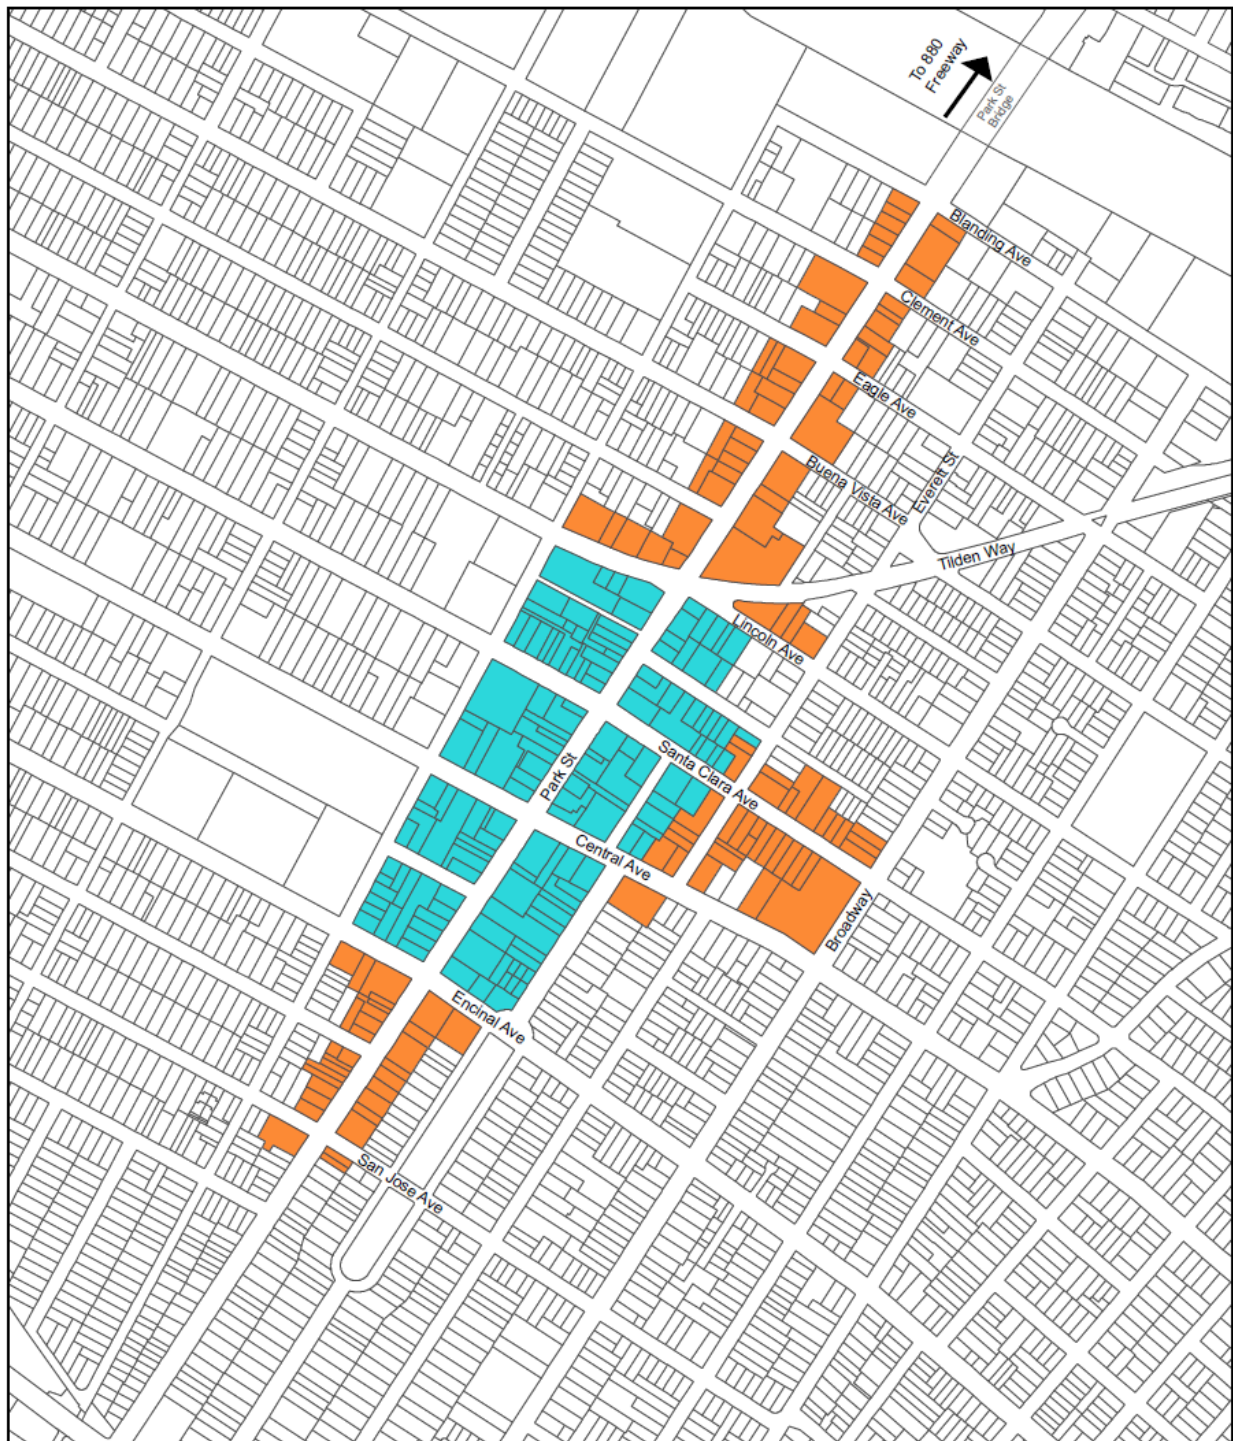 To 880
Freeway
Park St
Bridge
Blanding Ave
Clement Ave
Eagle Ave
Everett St
Buena Vista Ave
Tilden Way
Lincoln Ave
Santa Clara Ave
Park St
Central Ave
Broadway
Encinal Ave
San Jose Ave